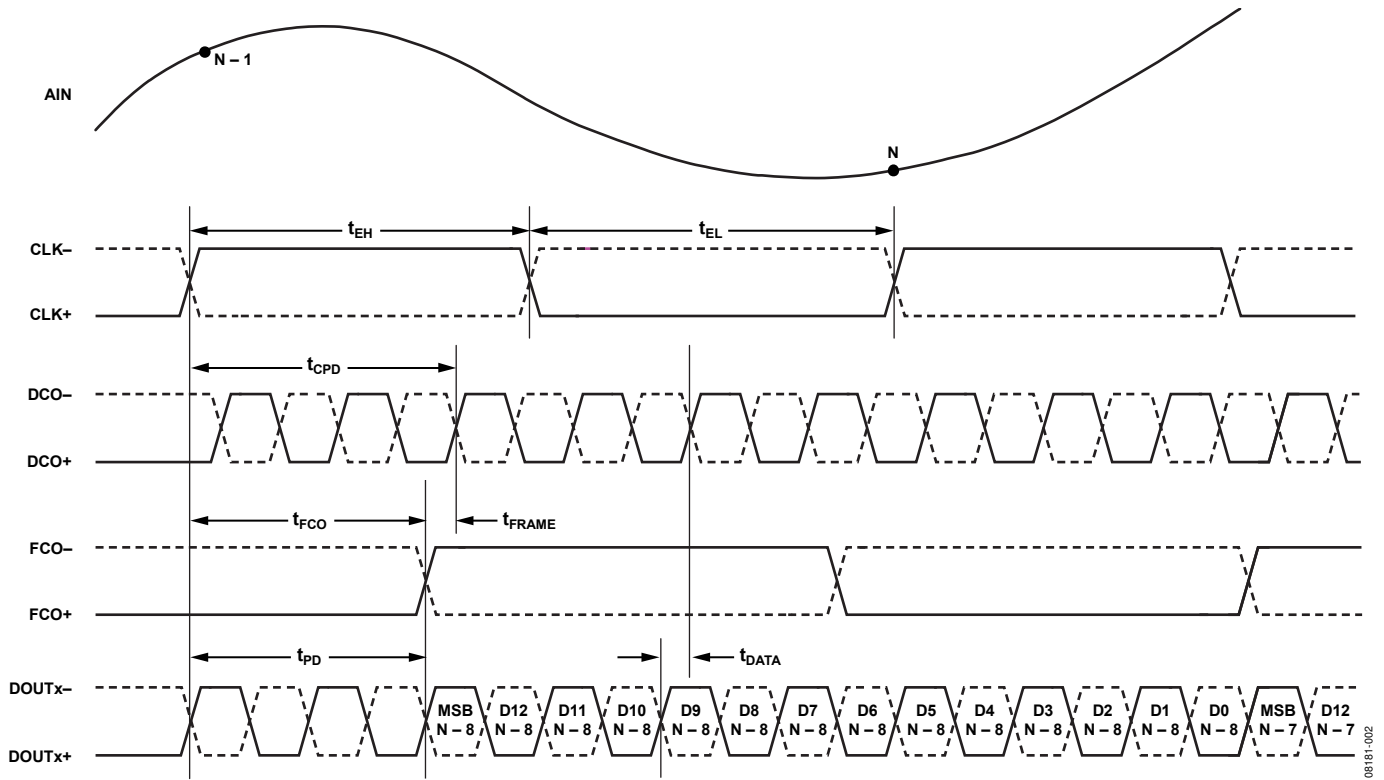 N – 1
AIN
N
tEH
tEL
CLK–
CLK+
tCPD
DCO–
DCO+
tFCO
tFRAME
FCO–
FCO+
tPD
tDATA
DOUTx–
MSB D12 D11 D10 D9 D8 D7 D6 D5 D4 D3 D2 D1 D0 MSB D12
N – 8 N – 8 N – 8 N – 8 N – 8 N – 8 N – 8 N – 8 N – 8 N – 8 N – 8 N – 8 N – 8 N – 8 N – 7 N – 7
DOUTx+
08181-002